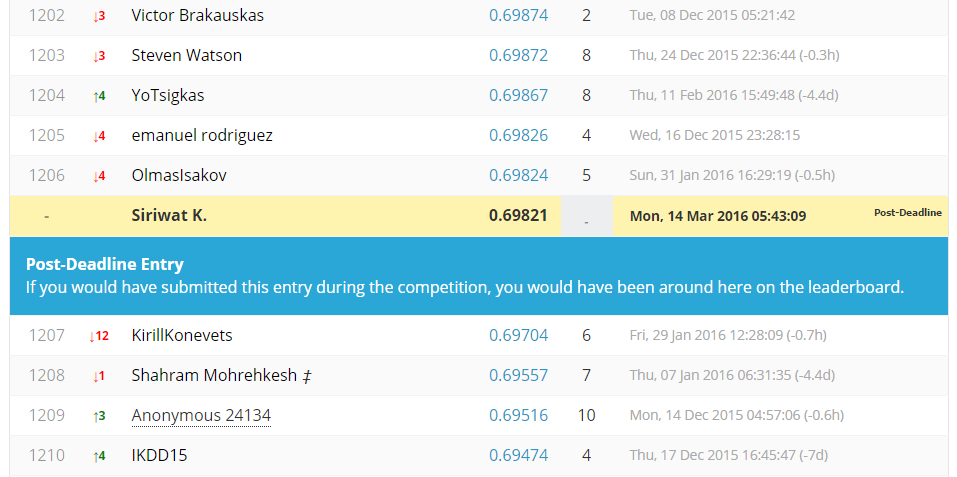 1202 ↓3 Victor Brakauskas 0.69874 2 Tue, 08 Dec 2015 05:21:42
1203 ↓3 Steven Watson 0.69872 8 Thu, 24 Dec 2015 22:36:44 (-0.3h)
1204 ↑4 YoTsigkas 0.69867 8 Thu, 11 Feb 2016 15:49:48 (-4.4d)
1205 ↓4 emanuel rodriguez 0.69826 4 Wed, 16 Dec 2015 23:28:15
1206 ↓4 OlmasIsakov 0.69824 5 Sun, 31 Jan 2016 16:29:19 (-0.5h)
- Siriwat K. 0.69821 - Mon, 14 Mar 2016 05:43:09 Post-Deadline
Post-Deadline Entry
If you would have submitted this entry during the competition, you would have been around here on the leaderboard.
1207 ↓12 KirillKonevets 0.69704 6 Fri, 29 Jan 2016 12:28:09 (-0.7h)
1208 ↓1 Shahram Mohrehkesh ‡ 0.69557 7 Thu, 07 Jan 2016 06:31:35 (-4.4d)
1209 ↑3 Anonymous 24134 0.69516 10 Mon, 14 Dec 2015 04:57:06 (-0.6h)
1210 ↑4 IKDD15 0.69474 4 Thu, 17 Dec 2015 16:45:47 (-7d)